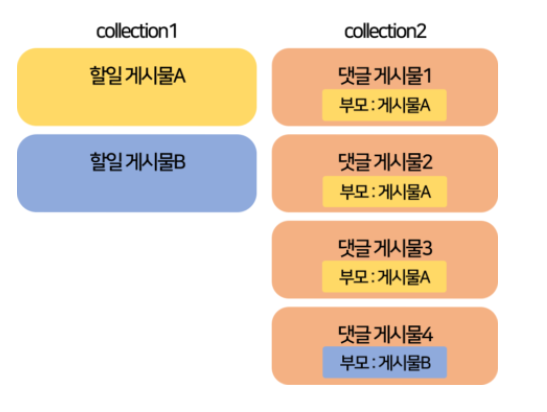 collection1
할일 게시물A
할일 게시물B
collection2
댓글 게시물1
부모 : 게시물A
댓글 게시물2
부모 : 게시물A
댓글 게시물3
부모 : 게시물A
댓글 게시물4
부모 : 게시물B